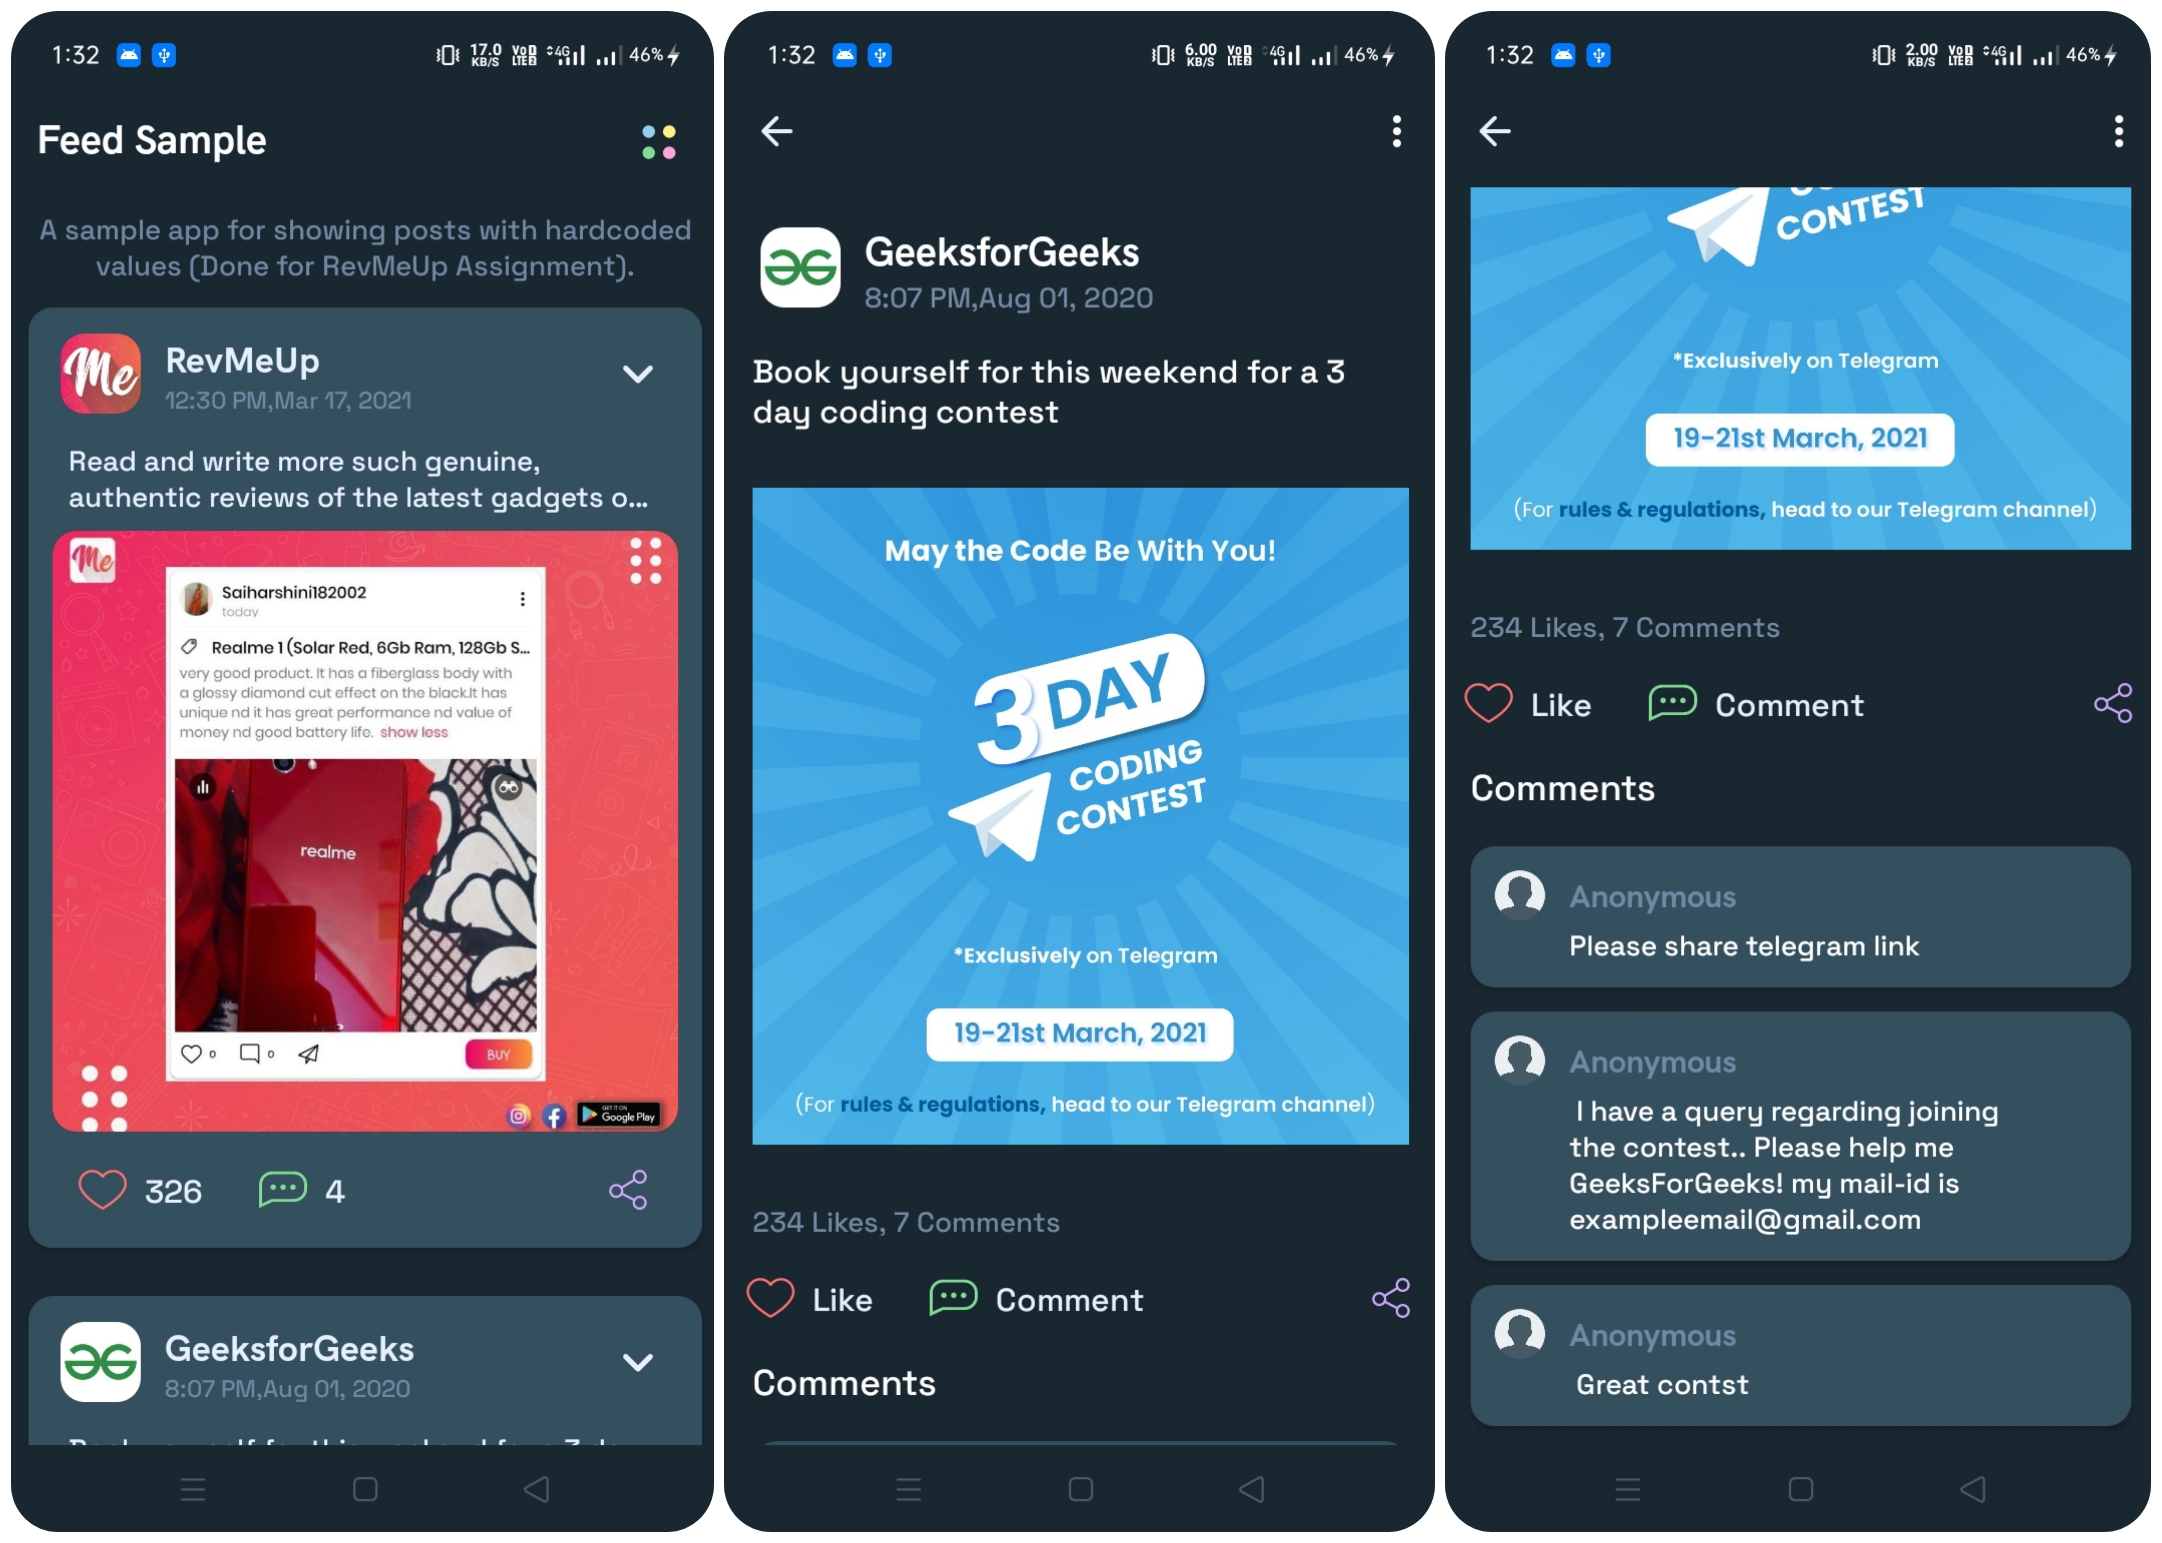 1:32
17.0
KB/S
VoD
LTE2
4G
46%
Feed Sample
A sample app for showing posts with hardcoded
values (Done for RevMeUp Assignment).
Me
RevMeUp
12:30 PM,Mar 17, 2021
Read and write more such genuine,
authentic reviews of the latest gadgets o...
Me
Saiharshini182002
today
Realme 1 (Solar Red, 6Gb Ram, 128Gb S...
very good product. It has a fiberglass body with
a glossy diamond cut effect on the black.It has
unique nd it has great performance nd value of
money nd good battery life. show less
realme
0
0
BUY
GET IT ON
Google Play
326
4
GeeksforGeeks
8:07 PM,Aug 01, 2020
1:32
6.00
KB/S
VoD
LTE2
4G
46%
GeeksforGeeks
8:07 PM,Aug 01, 2020
Book yourself for this weekend for a 3
day coding contest
May the Code Be With You!
3 DAY
CODING
CONTEST
*Exclusively on Telegram
19-21st March, 2021
(For rules & regulations, head to our Telegram channel)
234 Likes, 7 Comments
Like
Comment
Comments
1:32
2.00
KB/S
VoD
LTE2
4G
46%
CONTEST
*Exclusively on Telegram
19-21st March, 2021
(For rules & regulations, head to our Telegram channel)
234 Likes, 7 Comments
Like
Comment
Comments
Anonymous
Please share telegram link
Anonymous
I have a query regarding joining
the contest.. Please help me
GeeksForGeeks! my mail-id is
exampleemail@gmail.com
Anonymous
Great contst